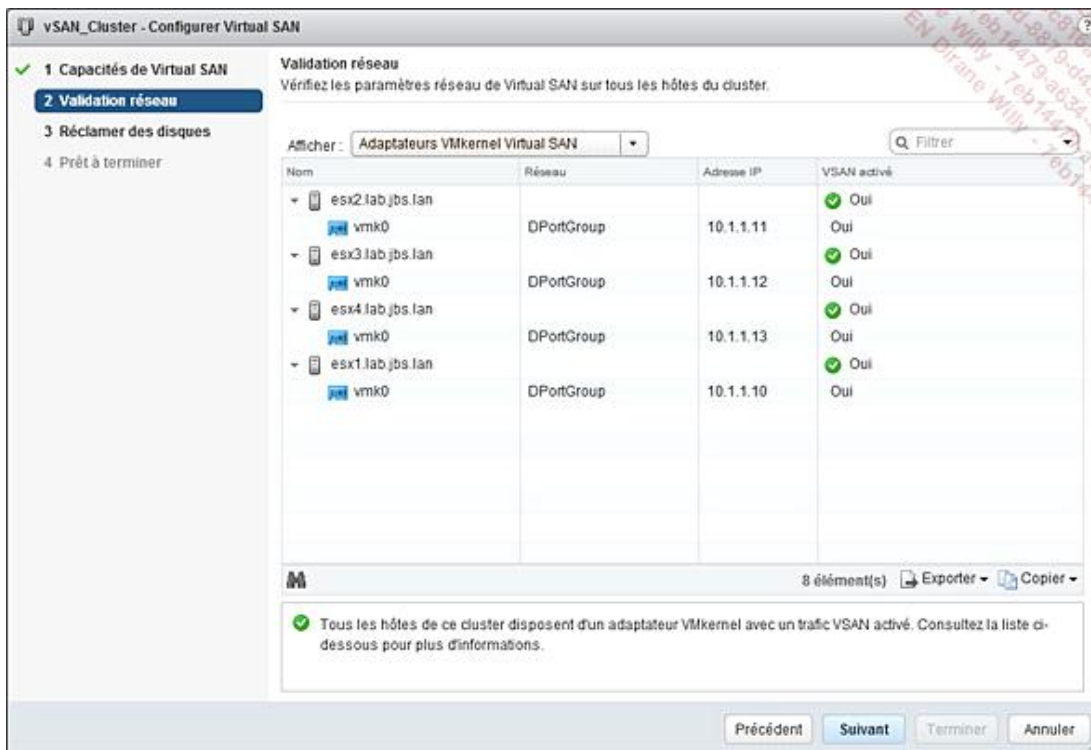 vSAN_Cluster - Configurer Virtual SAN
?
1 Capacités de Virtual SAN
2 Validation réseau
3 Réclamer des disques
4 Prêt à terminer
Validation réseau
Vérifiez les paramètres réseau de Virtual SAN sur tous les hôtes du cluster.
Afficher : Adaptateurs VMkernel Virtual SAN
Filtrer
Nom Réseau Adresse IP VSAN activé
esx2.lab.jbs.lan Oui
vmk0 DPortGroup 10.1.1.11 Oui
esx3.lab.jbs.lan Oui
vmk0 DPortGroup 10.1.1.12 Oui
esx4.lab.jbs.lan Oui
vmk0 DPortGroup 10.1.1.13 Oui
esx1.lab.jbs.lan Oui
vmk0 DPortGroup 10.1.1.10 Oui
8 élément(s) Exporter Copier
Tous les hôtes de ce cluster disposent d'un adaptateur VMkernel avec un trafic VSAN activé. Consultez la liste ci-
dessous pour plus d'informations.
Précédent Suivant Terminer Annuler
EN Dirane Willy